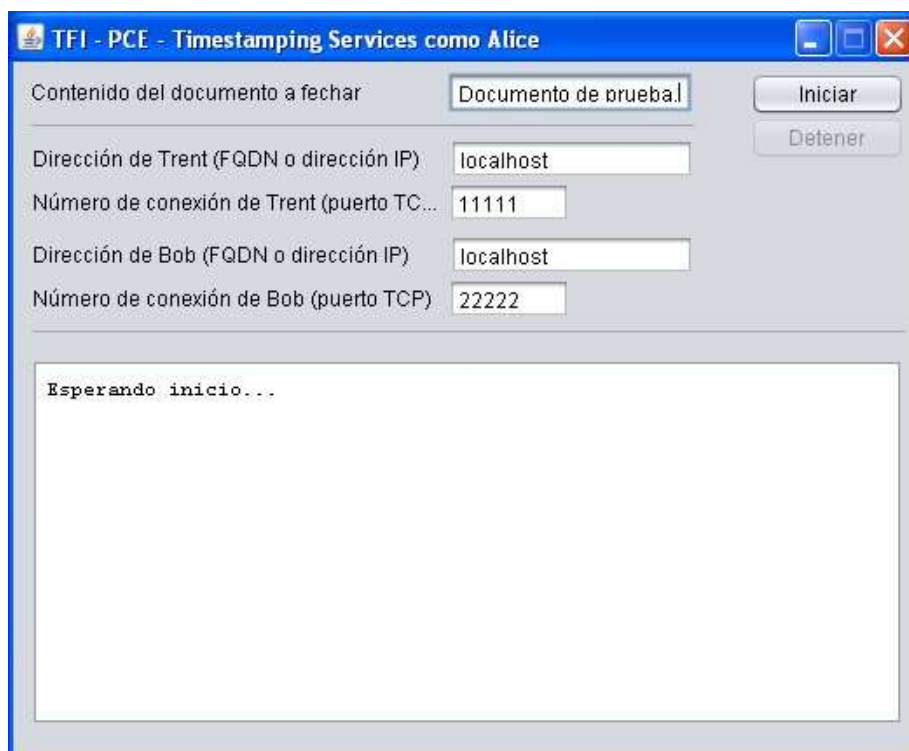 TFI - PCE - Timestamping Services como Alice
Contenido del documento a fechar
Documento de prueba.
Iniciar
Detener
Dirección de Trent (FQDN o dirección IP)
localhost
Número de conexión de Trent (puerto TC...
11111
Dirección de Bob (FQDN o dirección IP)
localhost
Número de conexión de Bob (puerto TCP)
22222
Esperando inicio...